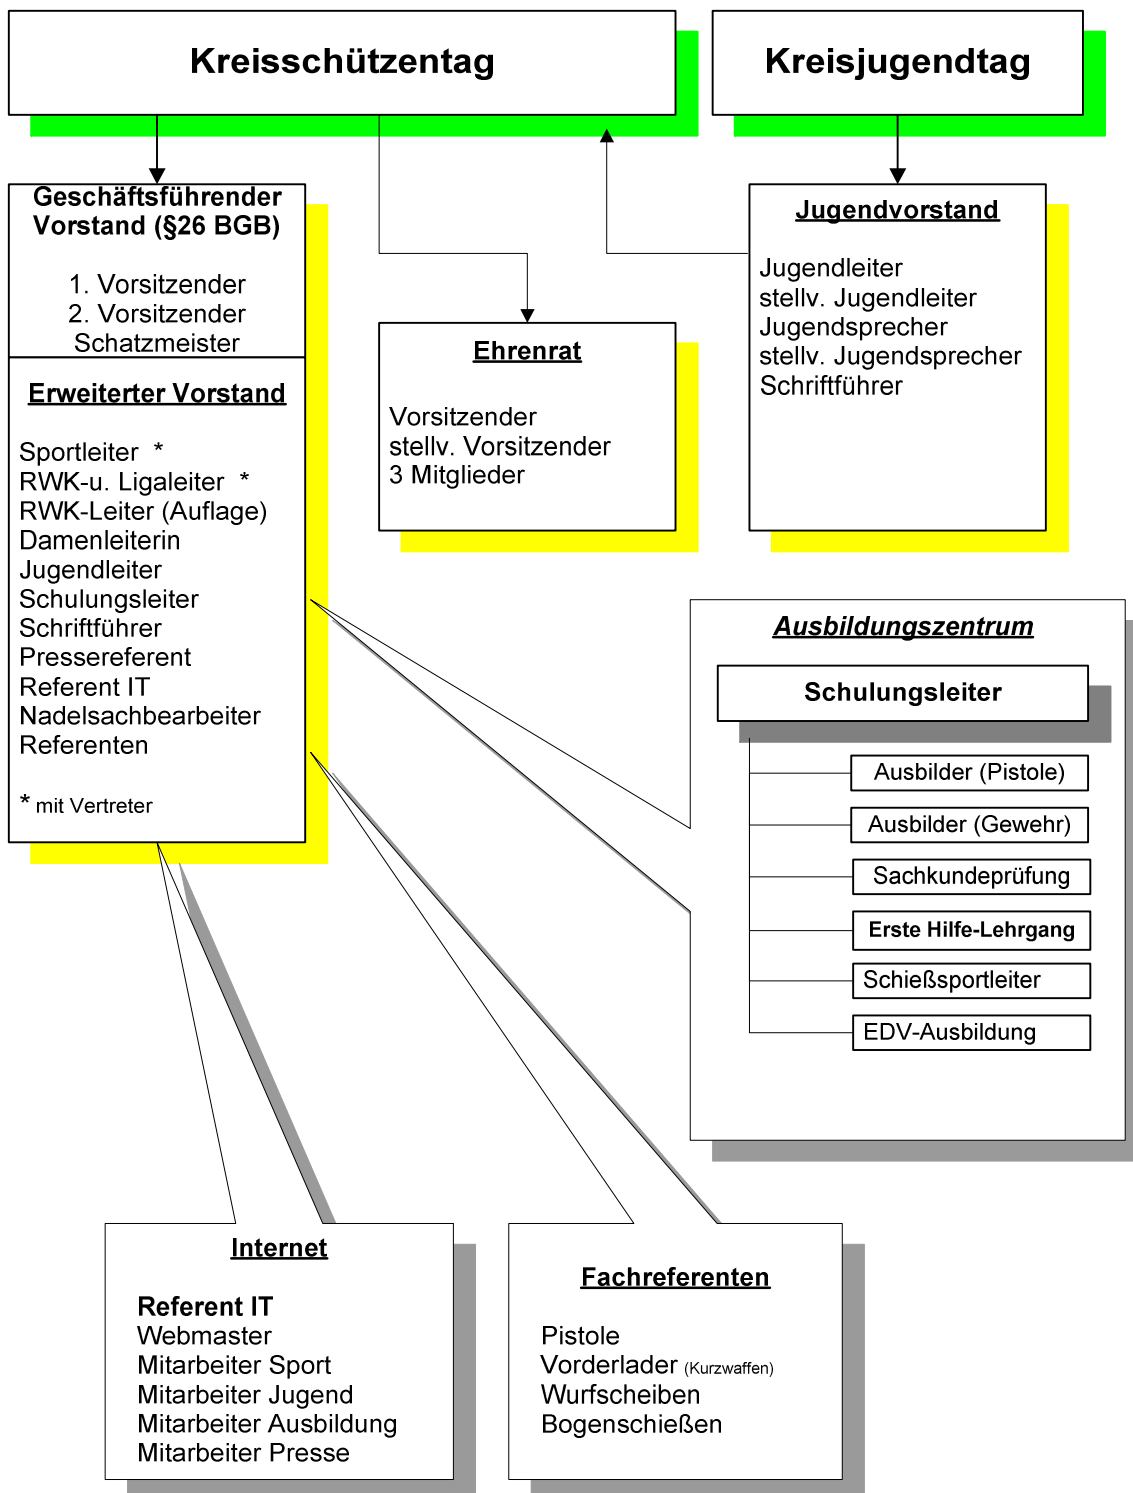 Kreisschützentag
Kreisjugendtag
Geschäftsführender
Vorstand (§26 BGB)
1. Vorsitzender
2. Vorsitzender
Schatzmeister
Erweiterter Vorstand
Sportleiter *
RWK-u. Ligaleiter *
RWK-Leiter (Auflage)
Damenleiterin
Jugendleiter
Schulungsleiter
Schriftführer
Pressereferent
Referent IT
Nadelsachbearbeiter
Referenten
* mit Vertreter
Ehrenrat
Vorsitzender
stellv. Vorsitzender
3 Mitglieder
Jugendvorstand
Jugendleiter
stellv. Jugendleiter
Jugendsprecher
stellv. Jugendsprecher
Schriftführer
Ausbildungszentrum
Schulungsleiter
Ausbilder (Pistole)
Ausbilder (Gewehr)
Sachkundeprüfung
Erste Hilfe-Lehrgang
Schießsportleiter
EDV-Ausbildung
Internet
Referent IT
Webmaster
Mitarbeiter Sport
Mitarbeiter Jugend
Mitarbeiter Ausbildung
Mitarbeiter Presse
Fachreferenten
Pistole
Vorderlader (Kurzwaffen)
Wurfscheiben
Bogenschießen